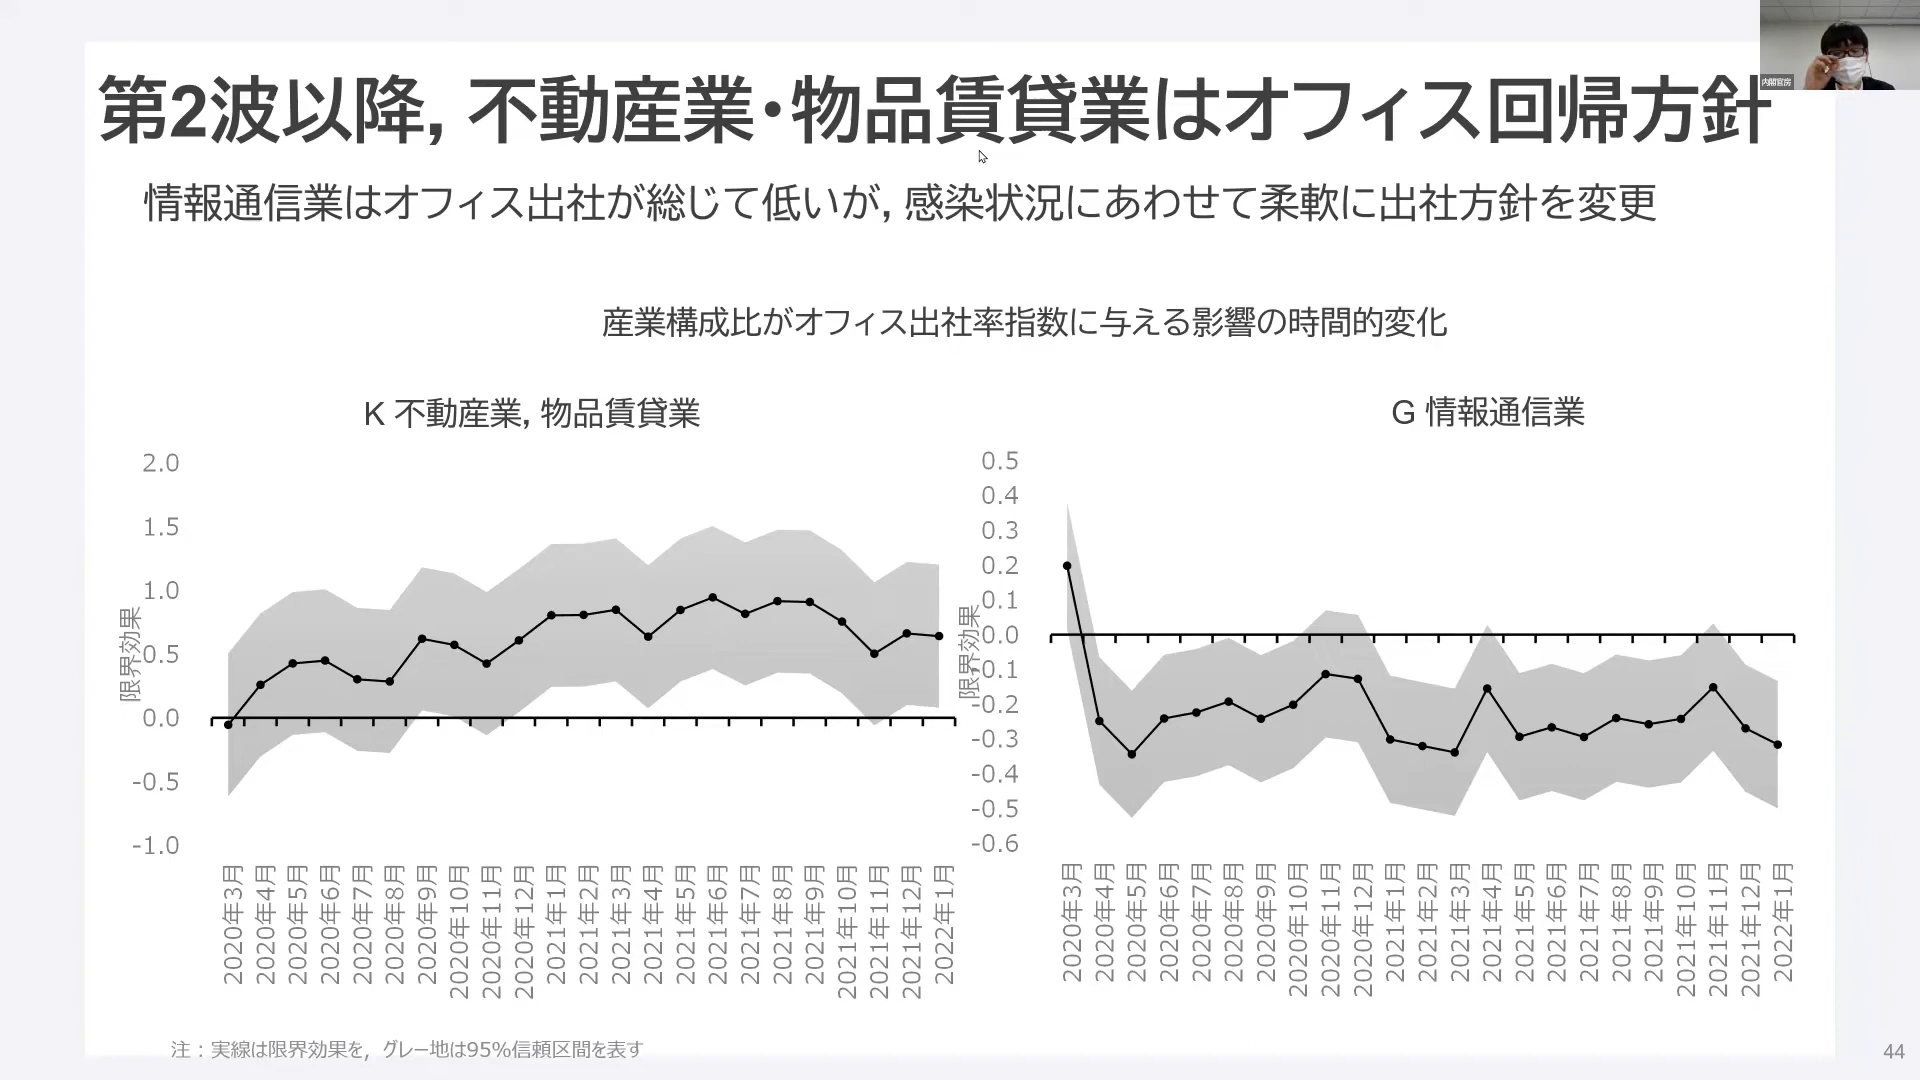 第2波以降, 不動産業・物品賃貸業はオフィス回帰方針
内閣官房
情報通信業はオフィス出社が総じて低いが, 感染状況にあわせて柔軟に出社方針を変更
産業構成比がオフィス出社率指数に与える影響の時間的変化
K 不動産業, 物品賃貸業
限界効果
2.0
1.5
1.0
0.5
0.0
-0.5
-1.0
2020年3月
2020年4月
2020年5月
2020年6月
2020年7月
2020年8月
2020年9月
2020年10月
2020年11月
2020年12月
2021年1月
2021年2月
2021年3月
2021年4月
2021年5月
2021年6月
2021年7月
2021年8月
2021年9月
2021年10月
2021年11月
2021年12月
2022年1月
G 情報通信業
限界効果
0.5
0.4
0.3
0.2
0.1
0.0
-0.1
-0.2
-0.3
-0.4
-0.5
-0.6
2020年3月
2020年4月
2020年5月
2020年6月
2020年7月
2020年8月
2020年9月
2020年10月
2020年11月
2020年12月
2021年1月
2021年2月
2021年3月
2021年4月
2021年5月
2021年6月
2021年7月
2021年8月
2021年9月
2021年10月
2021年11月
2021年12月
2022年1月
注：実線は限界効果を, グレー地は95%信頼区間を表す
44